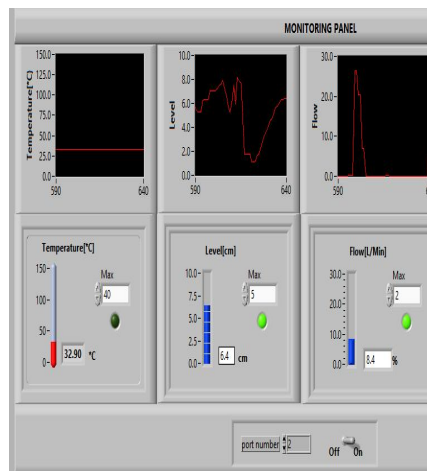 MONITORING PANEL
Temperature[°C]
150.0-
125.0-
100.0-
75.0-
50.0-
25.0-
0.0-
590
640
Level
10.0-
8.0-
6.0-
4.0-
2.0-
0.0-
590
640
Flow
30.0-
20.0-
10.0-
0.0-
590
Temperature[°C]
150-
100-
50-
0-
Max
40
32.90 °C
Level[cm]
10.0-
7.5-
5.0-
2.5-
0.0-
Max
5
6.4 cm
Flow[L/Min]
30.0-
20.0-
10.0-
0.0-
Max
2
8.4 %
port number 2
Off On